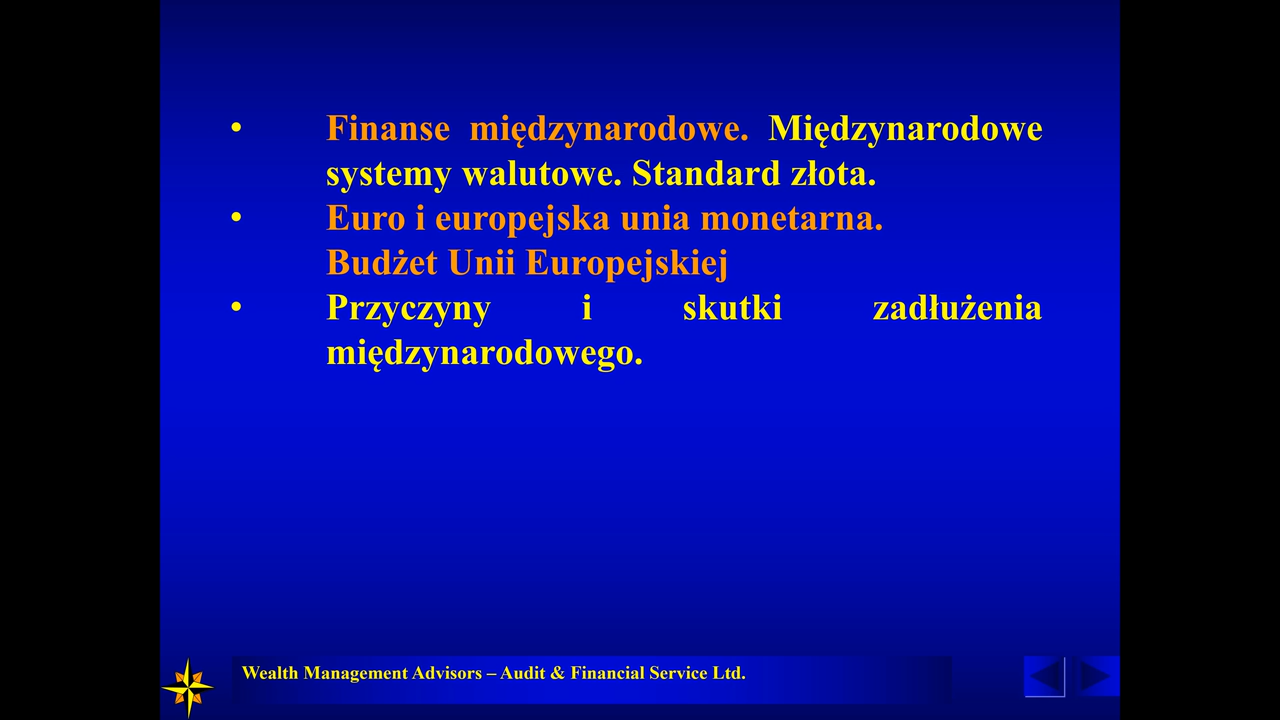 • Finanse międzynarodowe. Międzynarodowe
systemy walutowe. Standard złota.
• Euro i europejska unia monetarna.
Budżet Unii Europejskiej
• Przyczyny i skutki zadłużenia
międzynarodowego.
Wealth Management Advisors – Audit & Financial Service Ltd.